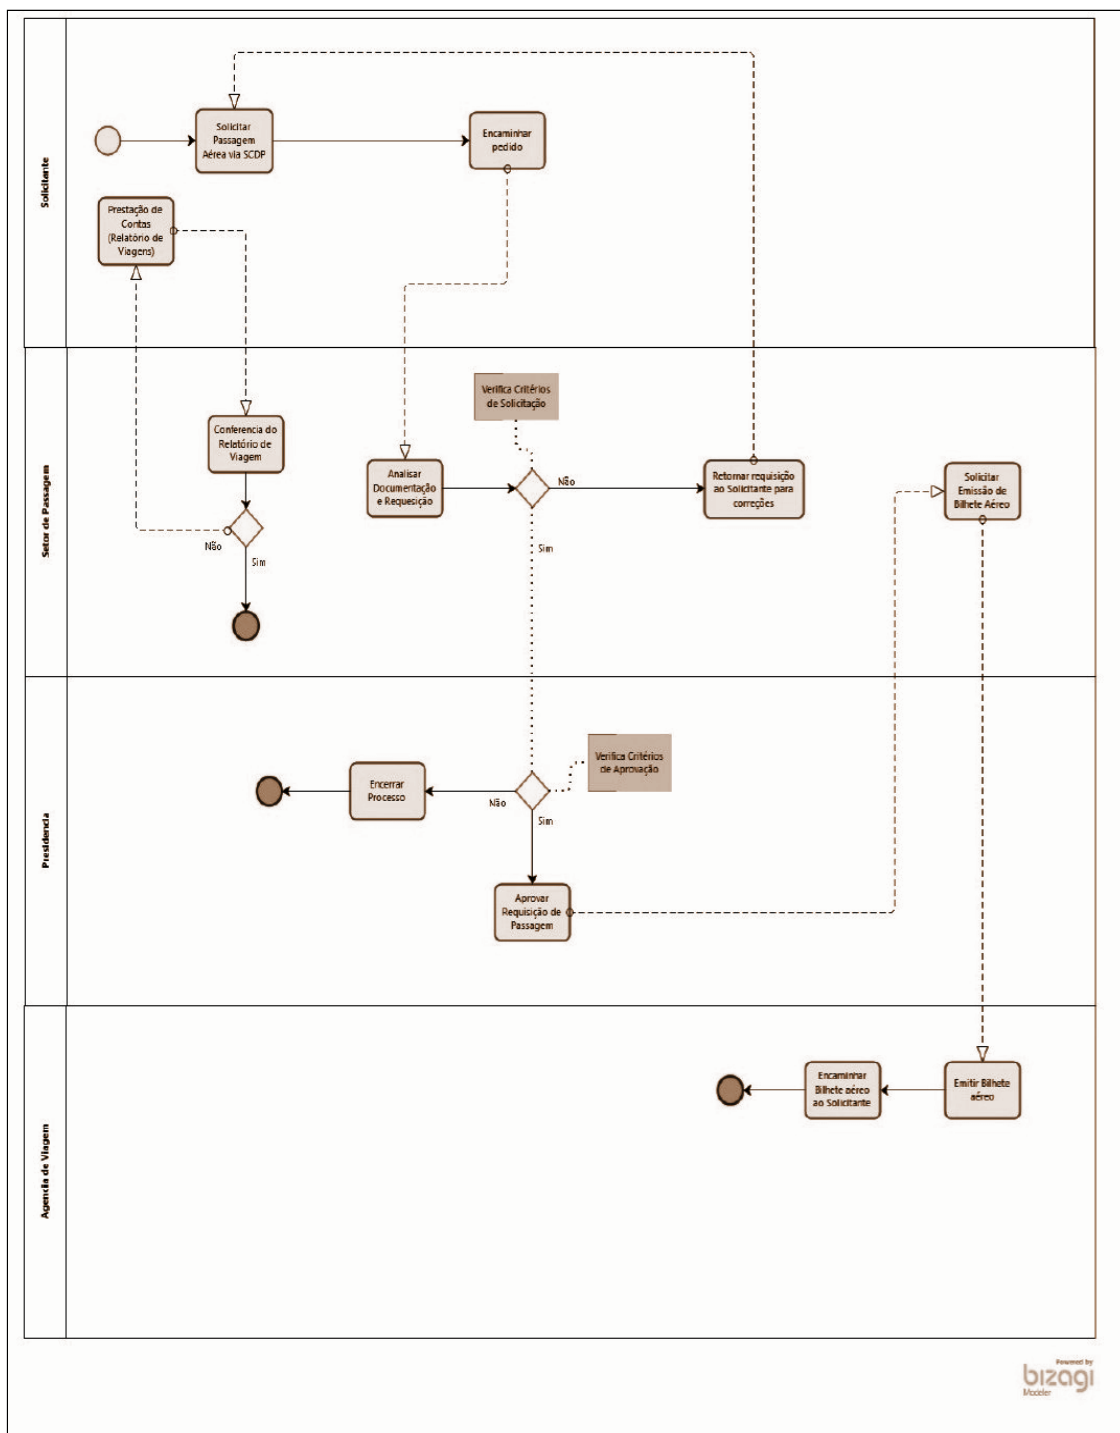 Solicitante
Solicitar
Passagem
Aérea via SCDP
Encaminhar
pedido
Prestação de
Contas
(Relatório de
Viagens)
Setor de Passagem
Verifica Critérios
de Solicitação
Conferencia do
Relatório de
Viagem
Analisar
Documentação
e Requesição
Não
Retornar requisição
ao Solicitante para
correções
Solicitar
Emissão de
Bilhete Aéreo
Não
Sim
Sim
Presidencia
Verifica Critérios
de Aprovação
Encerrar
Processo
Não
Sim
Aprovar
Requisição de
Passagem
Agencia de Viagem
Encaminhar
Bilhete aéreo
ao Solicitante
Emitir Bilhete
aéreo
Powered by
bizagi
Modeler